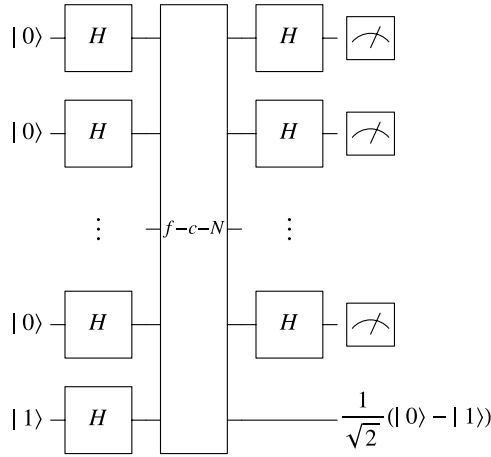 |0⟩ H H
|0⟩ H H
⋮ f−c−N ⋮
|0⟩ H H
|1⟩ H 1/√2 (|0⟩ − |1⟩)